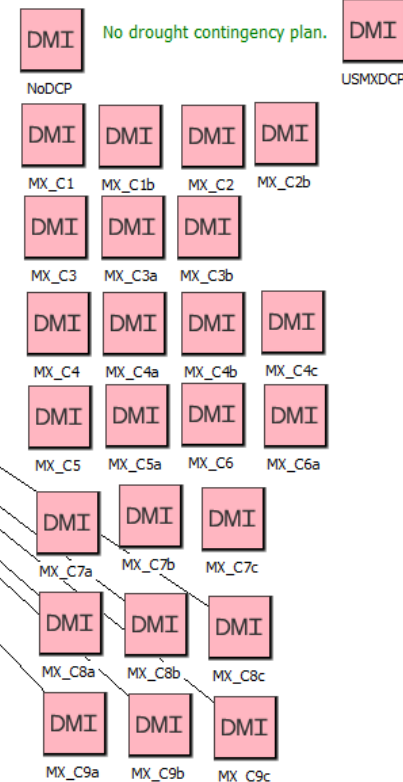 DMI No drought contingency plan. DMI
NoDCP USMXDCP
DMI DMI DMI DMI
MX_C1 MX_C1b MX_C2 MX_C2b
DMI DMI DMI
MX_C3 MX_C3a MX_C3b
DMI DMI DMI DMI
MX_C4 MX_C4a MX_C4b MX_C4c
DMI DMI DMI DMI
MX_C5 MX_C5a MX_C6 MX_C6a
DMI DMI DMI
MX_C7a MX_C7b MX_C7c
DMI DMI DMI
MX_C8a MX_C8b MX_C8c
DMI DMI DMI
MX_C9a MX_C9b MX_C9c